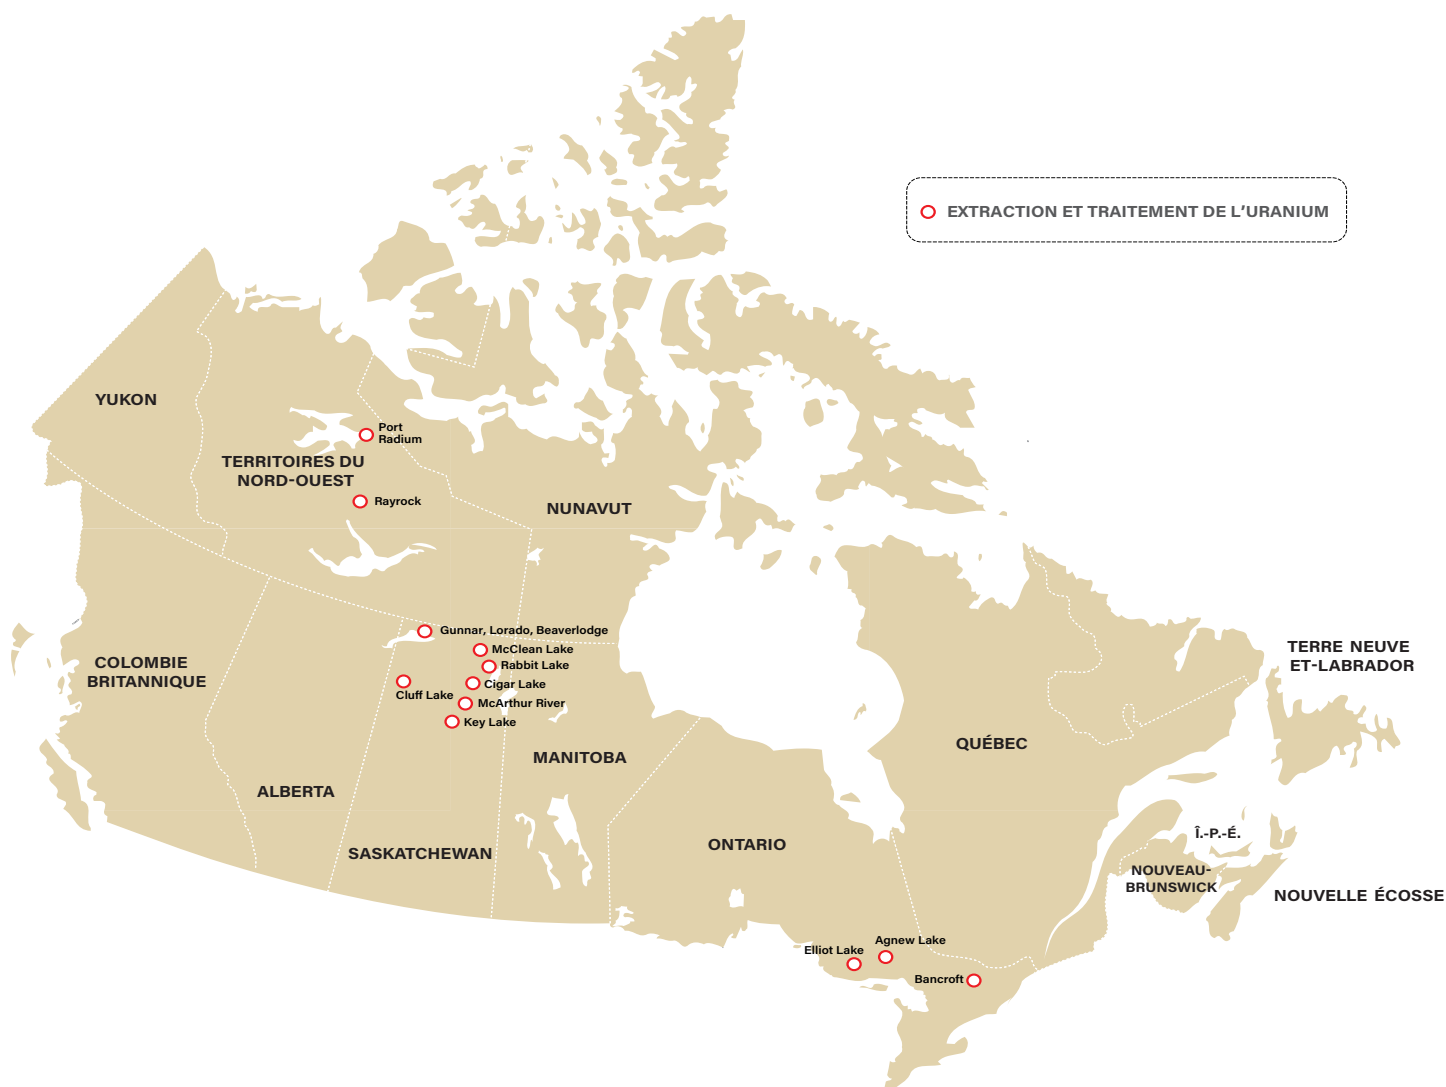 EXTRACTION ET TRAITEMENT DE L'URANIUM
YUKON
Port
Radium
TERRITOIRES DU
NORD-OUEST
Rayrock
NUNAVUT
Gunnar, Lorado, Beaverlodge
McClean Lake
Rabbit Lake
Cigar Lake
Cluff Lake
McArthur River
Key Lake
COLOMBIE
BRITANNIQUE
TERRE NEUVE
ET-LABRADOR
QUÉBEC
MANITOBA
ALBERTA
SASKATCHEWAN
ONTARIO
Î.-P.-É.
NOUVEAU-
BRUNSWICK
NOUVELLE ÉCOSSE
Elliot Lake
Agnew Lake
Bancroft